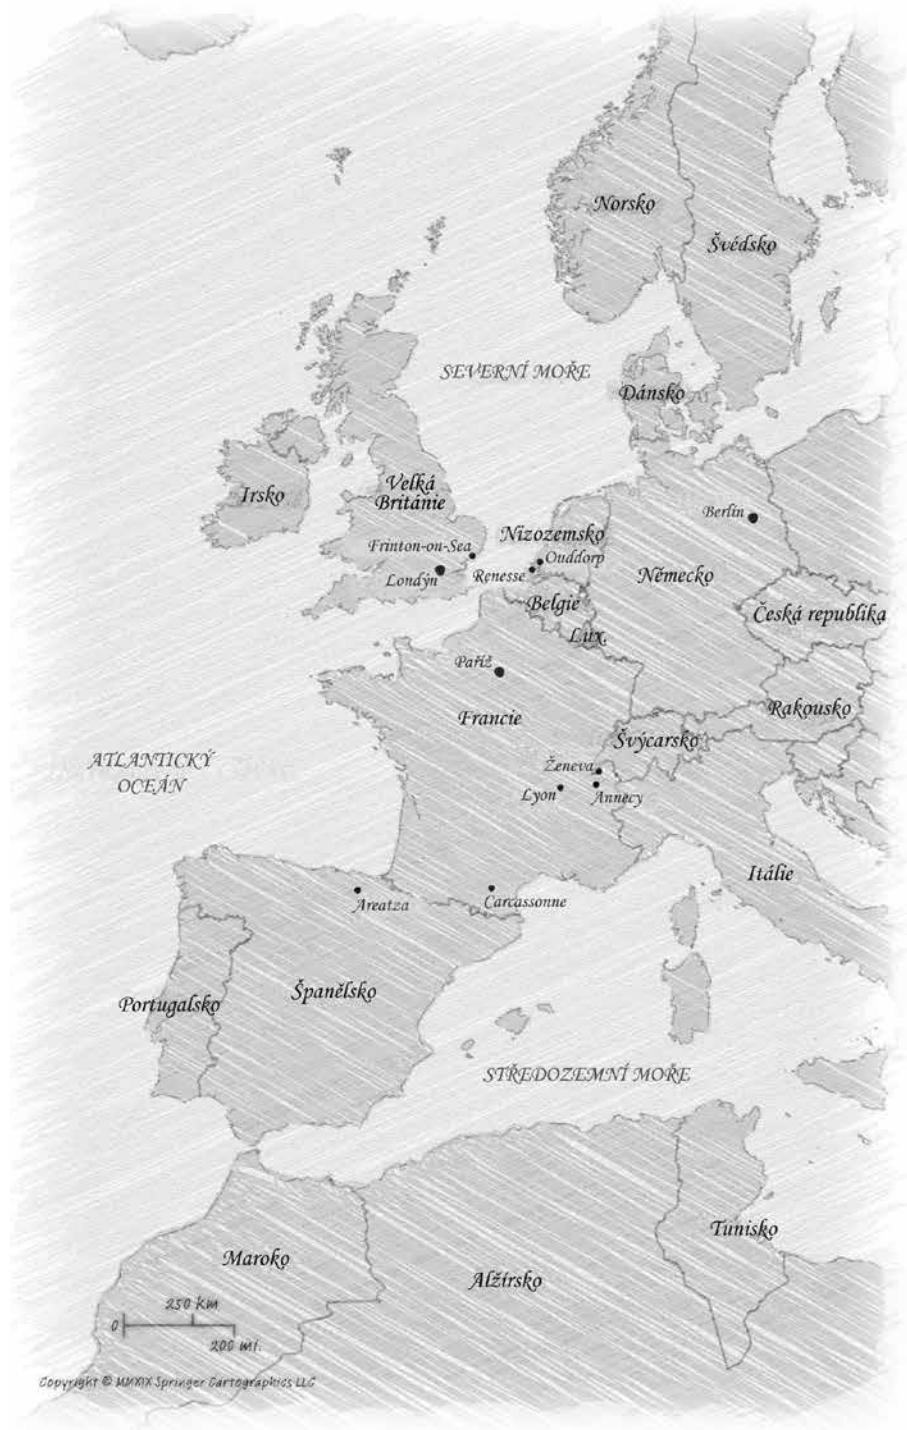 Norsko
Švédsko
SEVERNÍ MOŘE
Dánsko
Irsko
Velká
Británie
Berlín
Nizozemsko
Frinton-on-Sea
Ouddorp
Londýn
Renesse
Německo
Belgie
Česká republika
Lux.
Paříž
Francie
Rakousko
Švýcarsko
ATLANTICKÝ
OCEÁN
Ženeva
Lyon
Annecy
Itálie
Areatza
Carcassonne
Španělsko
Portugalsko
STŘEDOZEMNÍ MOŘE
Tunisko
Maroko
Alžírsko
250 km
0
200 mi.
Copyright © MMXIX Springer Cartographics LLC